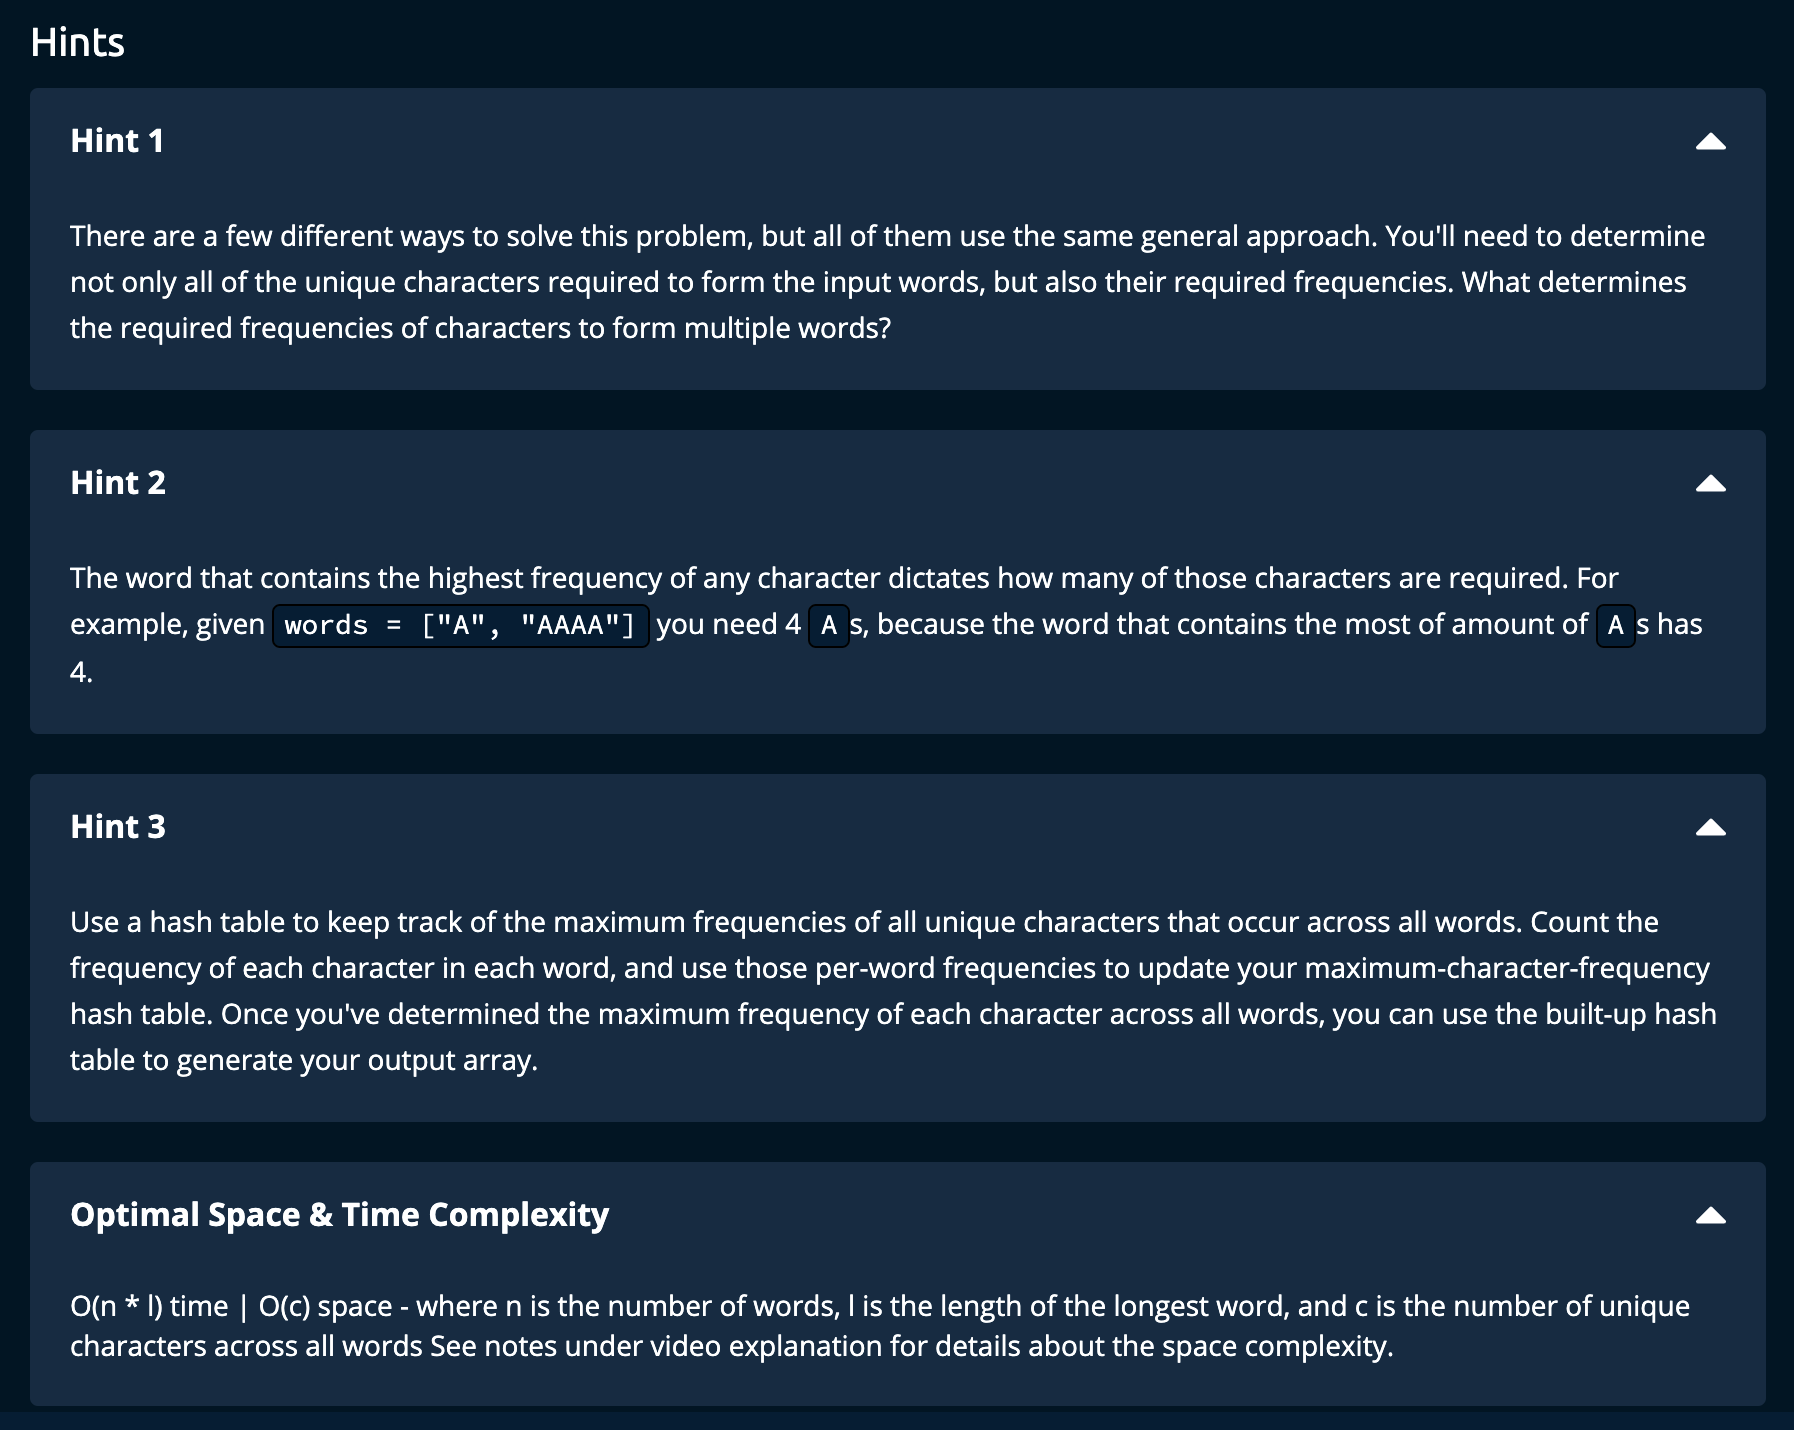 Hints
Hint 1
There are a few different ways to solve this problem, but all of them use the same general approach. You'll need to determine
not only all of the unique characters required to form the input words, but also their required frequencies. What determines
the required frequencies of characters to form multiple words?
Hint 2
The word that contains the highest frequency of any character dictates how many of those characters are required. For
example, given words = ["A", "AAAA"] you need 4 A s, because the word that contains the most of amount of A s has
4.
Hint 3
Use a hash table to keep track of the maximum frequencies of all unique characters that occur across all words. Count the
frequency of each character in each word, and use those per-word frequencies to update your maximum-character-frequency
hash table. Once you've determined the maximum frequency of each character across all words, you can use the built-up hash
table to generate your output array.
Optimal Space & Time Complexity
O(n * l) time | O(c) space - where n is the number of words, l is the length of the longest word, and c is the number of unique
characters across all words See notes under video explanation for details about the space complexity.